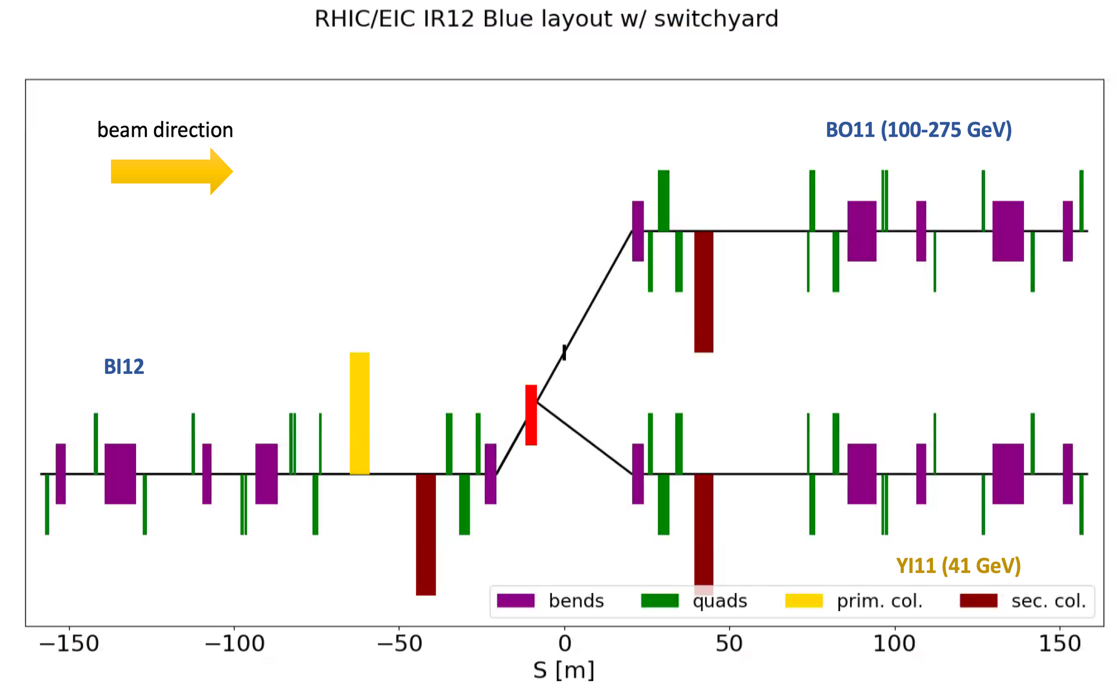 RHIC/EIC IR12 Blue layout w/ switchyard
beam direction
BO11 (100-275 GeV)
BI12
YI11 (41 GeV)
bends quads prim. col. sec. col.
−150 −100 −50 0 50 100 150
S [m]